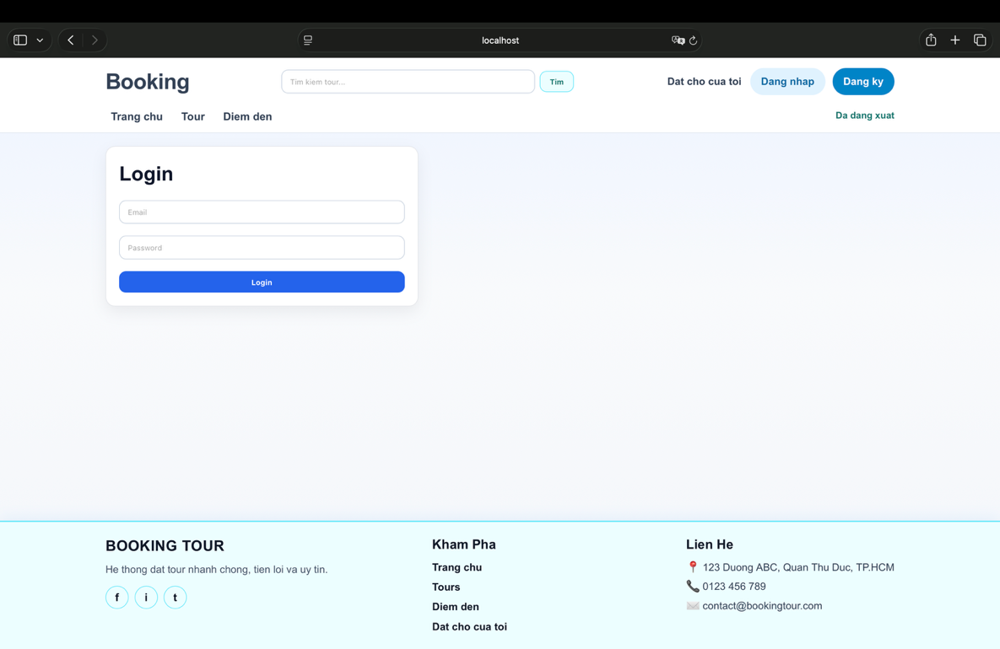 localhost
Booking
Tim kiem tour...
Tim
Dat cho cua toi
Dang nhap
Dang ky
Trang chu
Tour
Diem den
Da dang xuat
Login
Email
Password
Login
BOOKING TOUR
He thong dat tour nhanh chong, tien loi va uy tin.
f
i
t
Kham Pha
Trang chu
Tours
Diem den
Dat cho cua toi
Lien He
📍 123 Duong ABC, Quan Thu Duc, TP.HCM
📞 0123 456 789
✉️ contact@bookingtour.com